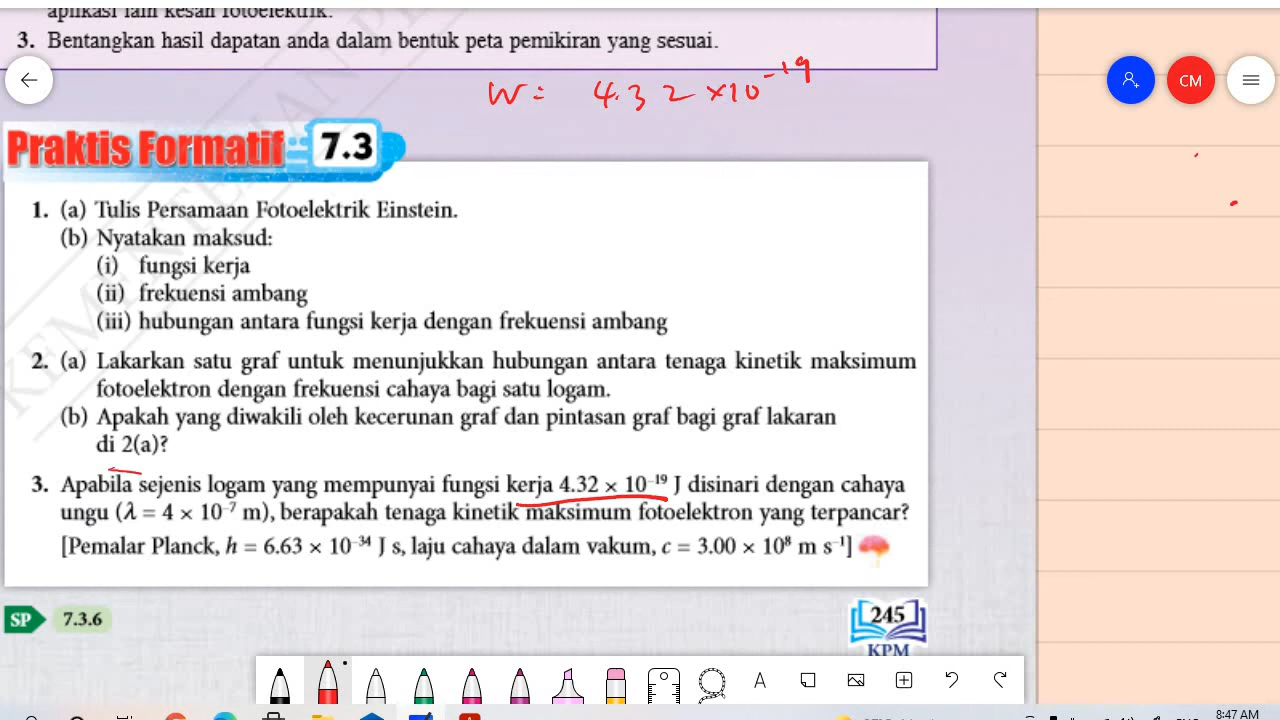 aplikasi lain kesan fotoelektrik.
3. Bentangkan hasil dapatan anda dalam bentuk peta pemikiran yang sesuai.
W = 4.32 × 10⁻¹⁹
CM
Praktis Formatif 7.3
1. (a) Tulis Persamaan Fotoelektrik Einstein.
(b) Nyatakan maksud:
(i) fungsi kerja
(ii) frekuensi ambang
(iii) hubungan antara fungsi kerja dengan frekuensi ambang
2. (a) Lakarkan satu graf untuk menunjukkan hubungan antara tenaga kinetik maksimum
fotoelektron dengan frekuensi cahaya bagi satu logam.
(b) Apakah yang diwakili oleh kecerunan graf dan pintasan graf bagi graf lakaran
di 2(a)?
3. Apabila sejenis logam yang mempunyai fungsi kerja 4.32 × 10⁻¹⁹ J disinari dengan cahaya
ungu (λ = 4 × 10⁻⁷ m), berapakah tenaga kinetik maksimum fotoelektron yang terpancar?
[Pemalar Planck, h = 6.63 × 10⁻³⁴ J s, laju cahaya dalam vakum, c = 3.00 × 10⁸ m s⁻¹]
SP 7.3.6
245
KPM
A
8:47 AM